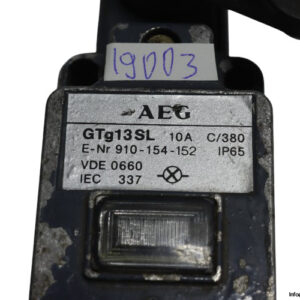 19003
AEG
GTg13SL 10A C/380
E-Nr 910-154-152 IP65
VDE 0660
IEC 337